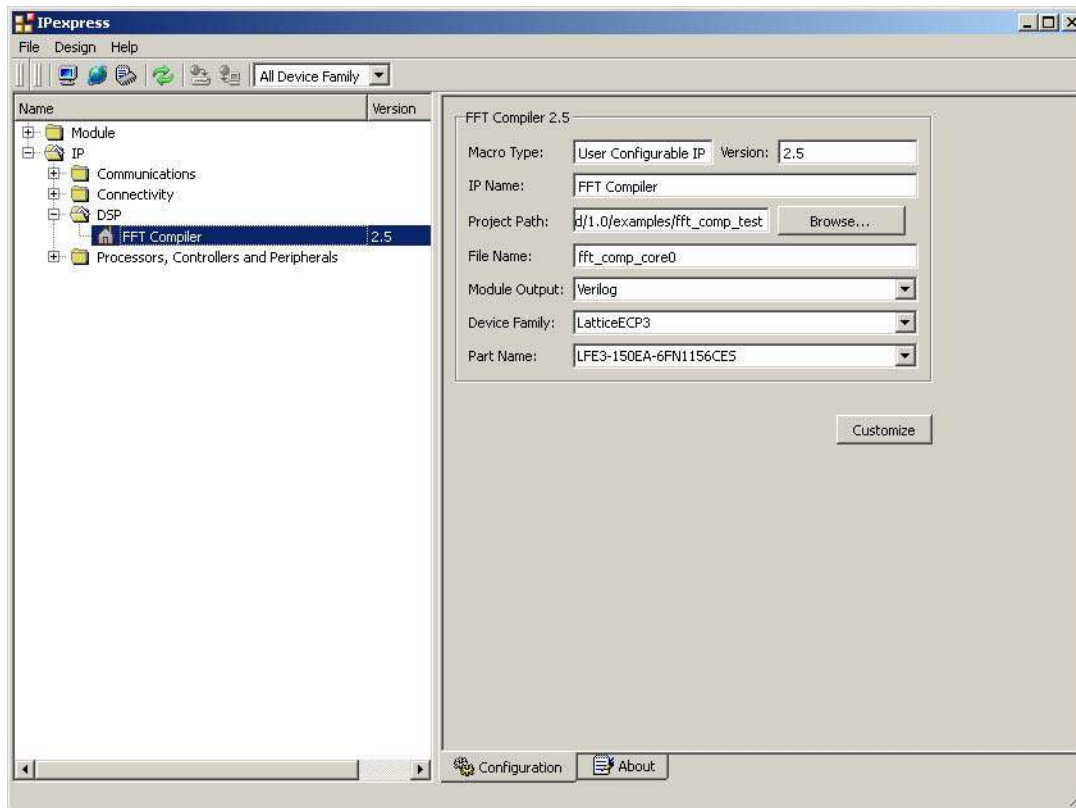 IPexpress
File Design Help
All Device Family
Name Version
Module
IP
Communications
Connectivity
DSP
FFT Compiler 2.5
Processors, Controllers and Peripherals
FFT Compiler 2.5
Macro Type: User Configurable IP Version: 2.5
IP Name: FFT Compiler
Project Path: d/1.0/examples/fft_comp_test Browse...
File Name: fft_comp_core0
Module Output: Verilog
Device Family: LatticeECP3
Part Name: LFE3-150EA-6FN1156CES
Customize
Configuration About